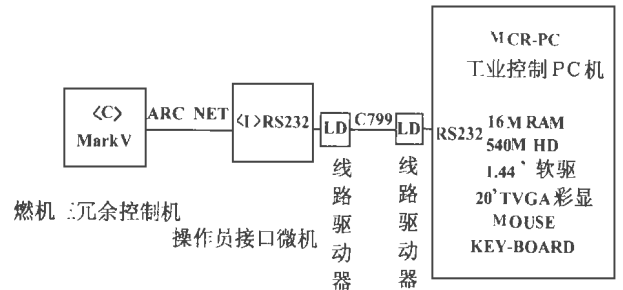 MCR-PC
工业控制PC机
<C>
MarkV
ARC NET
<I>RS232
LD
C799
LD
RS232
16M RAM
540M HD
1.44' 软驱
20'TVGA彩显
MOUSE
KEY-BOARD
燃机 三冗余控制机
操作员接口微机
线路驱动器
线路驱动器